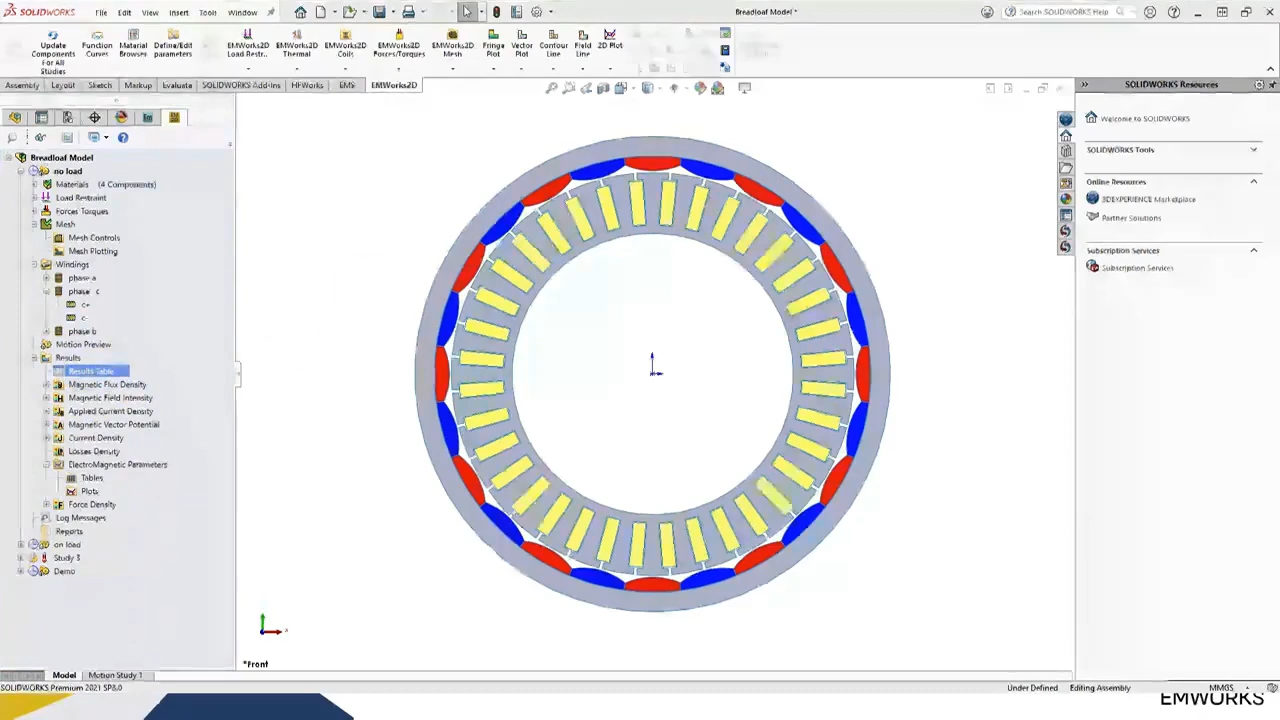 SOLIDWORKS File Edit View Insert Tools Window Breadloaf Model * Search SOLIDWORKS Help
Update Components For All Studies
Function Curves
Material Browser
Define/Edit parameters
EMWorks2D Load Restr...
EMWorks2D Thermal
EMWorks2D Coils
EMWorks2D Forces/Torques
EMWorks2D Mesh
Fringe Plot
Vector Plot
Contour Line
Field Line
2D Plot
Assembly Layout Sketch Markup Evaluate SOLIDWORKS Add-Ins HFWorks EMS EMWorks2D
Breadloaf Model
no load
Materials (4 Components)
Load Restraint
Forces Torques
Mesh
Mesh Controls
Mesh Plotting
Windings
phase a
phase c
c+
c-
phase b
Motion Preview
Results
Results Table
Magnetic Flux Density
Magnetic Field Intensity
Applied Current Density
Magnetic Vector Potential
Current Density
Losses Density
ElectroMagnetic Parameters
Tables
Plots
Force Density
Log Messages
Reports
on load
Study 3
Demo
*Front
SOLIDWORKS Resources
Welcome to SOLIDWORKS
SOLIDWORKS Tools
Online Resources
3DEXPERIENCE Marketplace
Partner Solutions
Subscription Services
Subscription Services
Model Motion Study 1
SOLIDWORKS Premium 2021 SP8.0 Under Defined Editing Assembly MMGS
EMWORKS